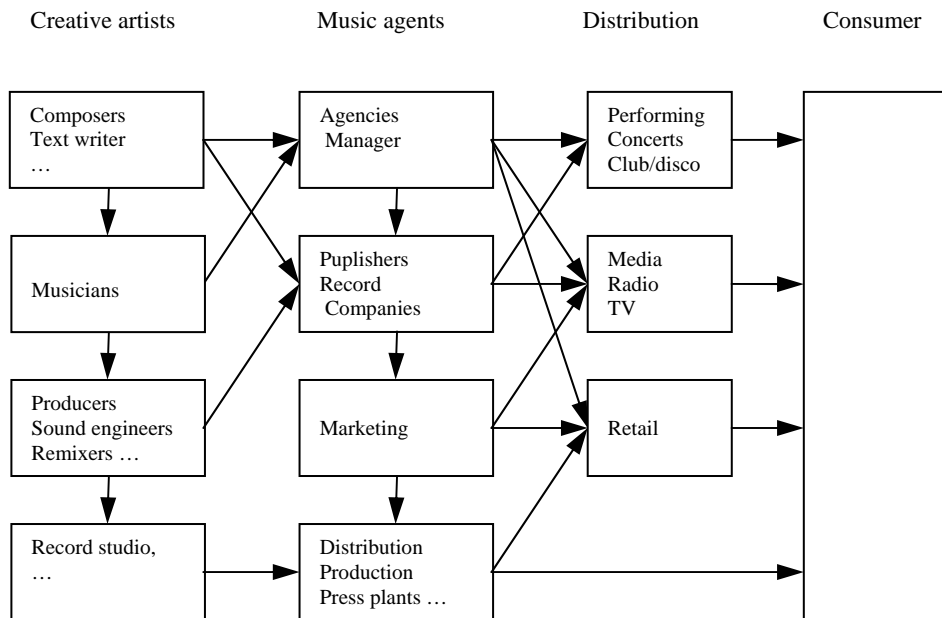 Creative artists
Music agents
Distribution
Consumer
Composers
Text writer
…
Agencies
Manager
Performing
Concerts
Club/disco
Musicians
Puplishers
Record
Companies
Media
Radio
TV
Producers
Sound engineers
Remixers …
Marketing
Retail
Record studio,
…
Distribution
Production
Press plants …